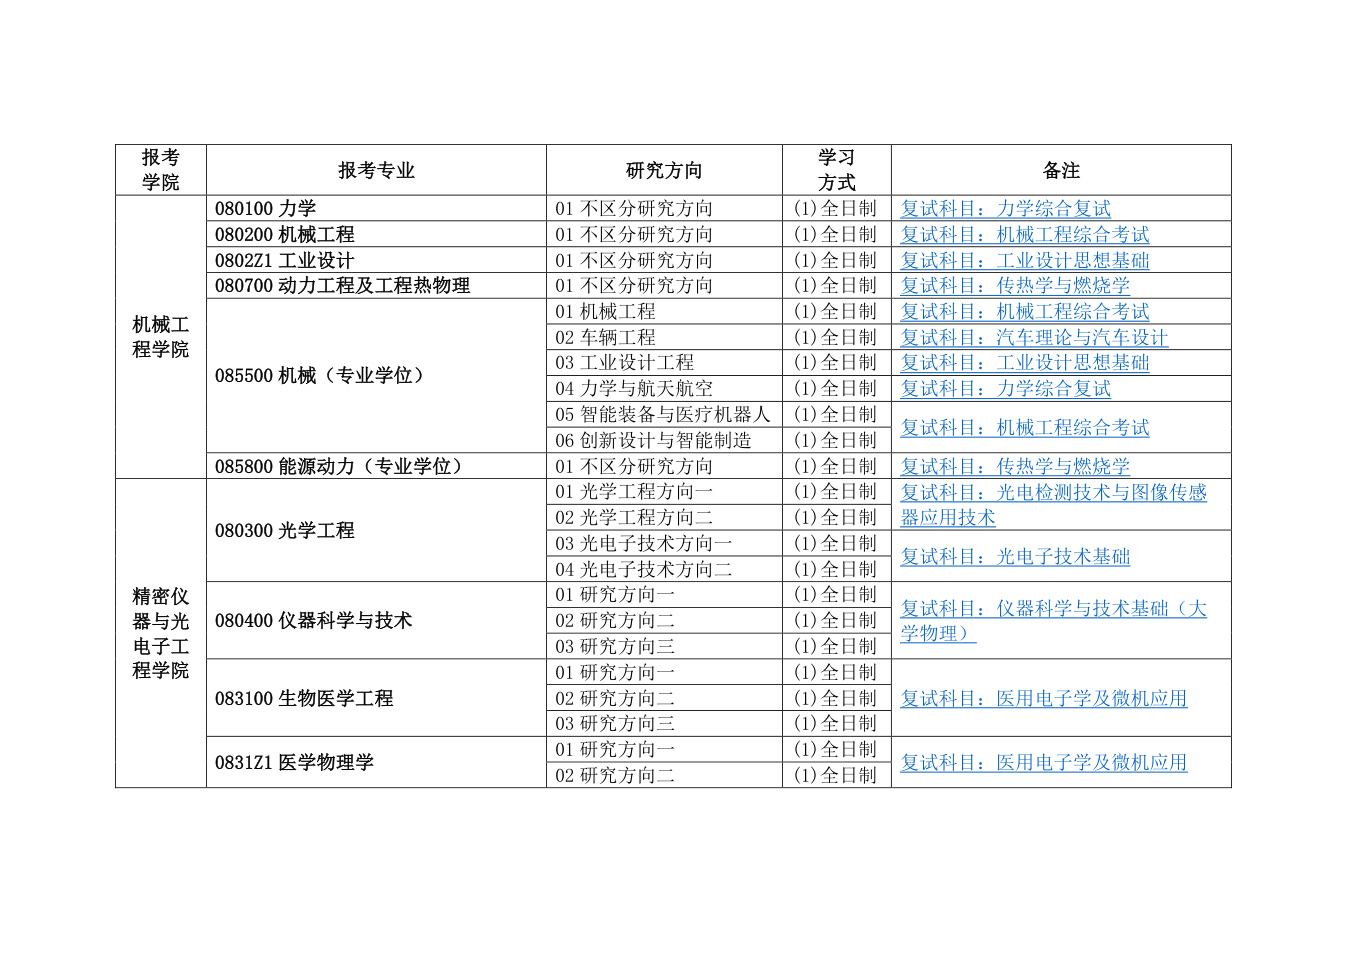 报考学院 报考专业 研究方向 学习方式 备注
机械工程学院
080100 力学 01 不区分研究方向 (1)全日制 复试科目：力学综合复试
080200 机械工程 01 不区分研究方向 (1)全日制 复试科目：机械工程综合考试
0802Z1 工业设计 01 不区分研究方向 (1)全日制 复试科目：工业设计思想基础
080700 动力工程及工程热物理 01 不区分研究方向 (1)全日制 复试科目：传热学与燃烧学
085500 机械（专业学位）
01 机械工程 (1)全日制 复试科目：机械工程综合考试
02 车辆工程 (1)全日制 复试科目：汽车理论与汽车设计
03 工业设计工程 (1)全日制 复试科目：工业设计思想基础
04 力学与航天航空 (1)全日制 复试科目：力学综合复试
05 智能装备与医疗机器人 (1)全日制 复试科目：机械工程综合考试
06 创新设计与智能制造 (1)全日制
085800 能源动力（专业学位） 01 不区分研究方向 (1)全日制 复试科目：传热学与燃烧学
精密仪器与光电子工程学院
080300 光学工程
01 光学工程方向一 (1)全日制 复试科目：光电检测技术与图像传感
02 光学工程方向二 (1)全日制 器应用技术
03 光电子技术方向一 (1)全日制 复试科目：光电子技术基础
04 光电子技术方向二 (1)全日制
080400 仪器科学与技术
01 研究方向一 (1)全日制 复试科目：仪器科学与技术基础（大
02 研究方向二 (1)全日制 学物理）
03 研究方向三 (1)全日制
083100 生物医学工程
01 研究方向一 (1)全日制
02 研究方向二 (1)全日制 复试科目：医用电子学及微机应用
03 研究方向三 (1)全日制
0831Z1 医学物理学
01 研究方向一 (1)全日制 复试科目：医用电子学及微机应用
02 研究方向二 (1)全日制